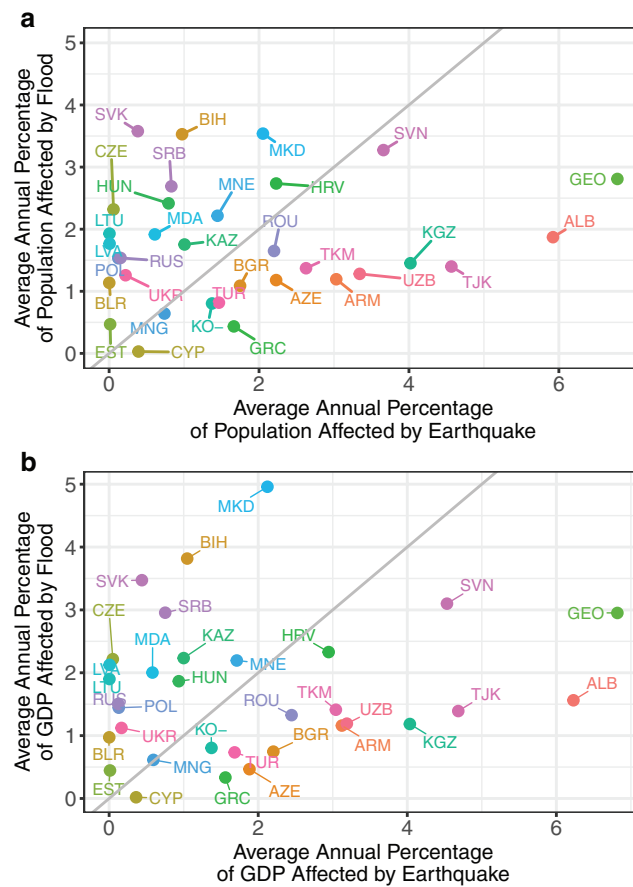 a
Average Annual Percentage
of Population Affected by Flood
5
4
3
2
1
0
SVK
BIH
CZE
SRB
MKD
SVN
HUN
MNE
HRV
GEO
LTU
MDA
ROU
ALB
LVA
KAZ
KGZ
POL
RUS
BGR
TKM
UKR
TUR
UZB
TJK
BLR
AZE
ARM
MNG
KO–
EST
CYP
GRC
0
2
4
6
Average Annual Percentage
of Population Affected by Earthquake
b
Average Annual Percentage
of GDP Affected by Flood
5
4
3
2
1
0
MKD
BIH
SVK
CZE
SRB
SVN
GEO
MDA
KAZ
HRV
LVA
MNE
LTU
HUN
RUS
POL
ROU
TKM
TJK
ALB
UKR
KO–
UZB
BLR
BGR
ARM
KGZ
MNG
TUR
EST
CYP
GRC
AZE
0
2
4
6
Average Annual Percentage
of GDP Affected by Earthquake